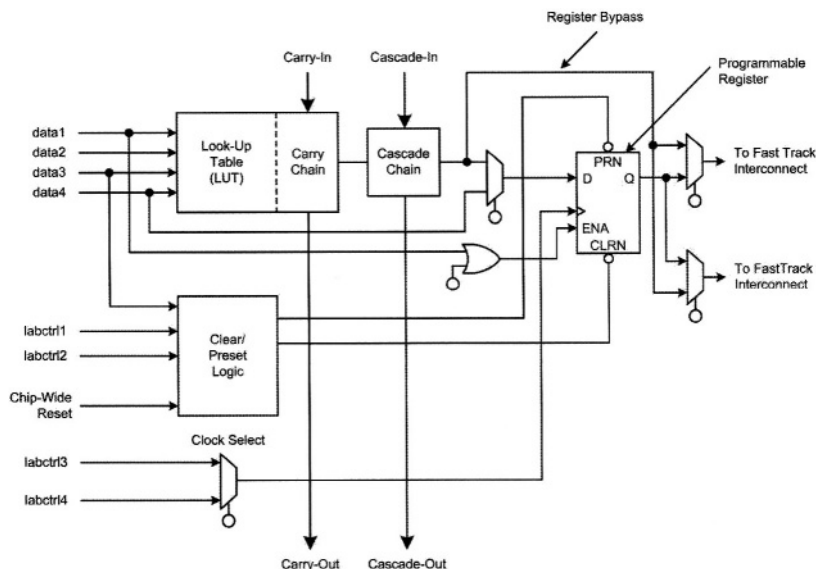 Register Bypass
Carry-In
Cascade-In
Programmable
Register
data1
data2
data3
data4
Look-Up
Table
(LUT)
Carry
Chain
Cascade
Chain
PRN
D
Q
ENA
CLRN
To Fast Track
Interconnect
To FastTrack
Interconnect
labctrl1
labctrl2
Chip-Wide
Reset
Clear/
Preset
Logic
Clock Select
labctrl3
labctrl4
Carry-Out
Cascade-Out